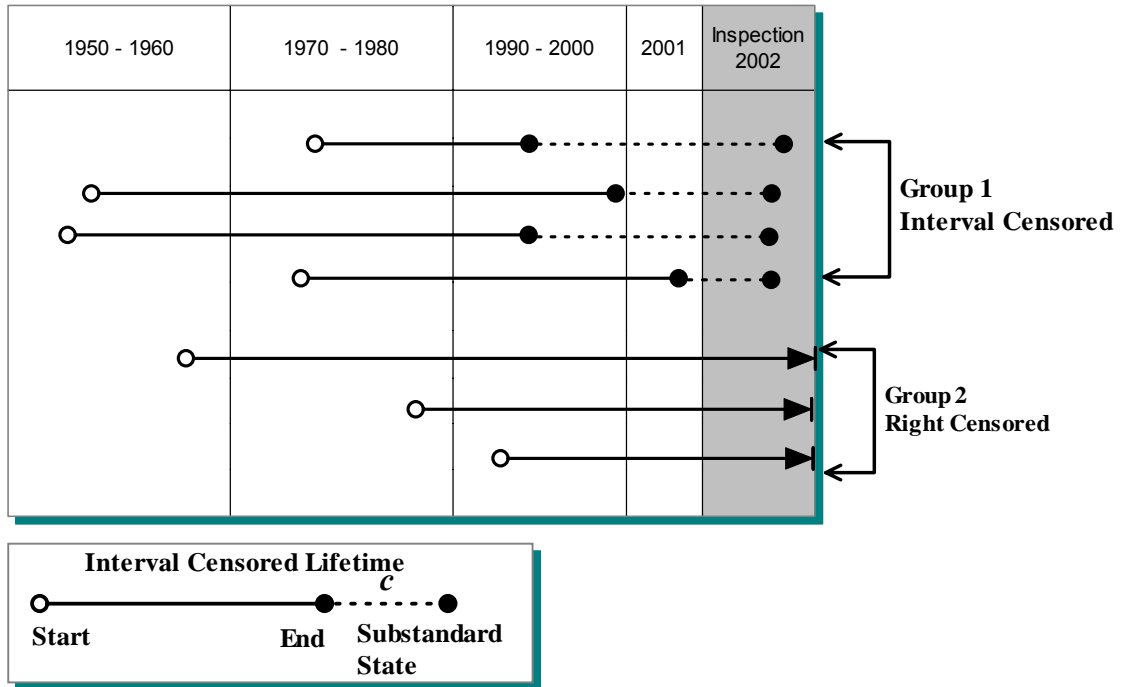 1950 - 1960
1970 - 1980
1990 - 2000
2001
Inspection
2002
Group 1
Interval Censored
Group 2
Right Censored
Interval Censored Lifetime
c
Start
End
Substandard
State